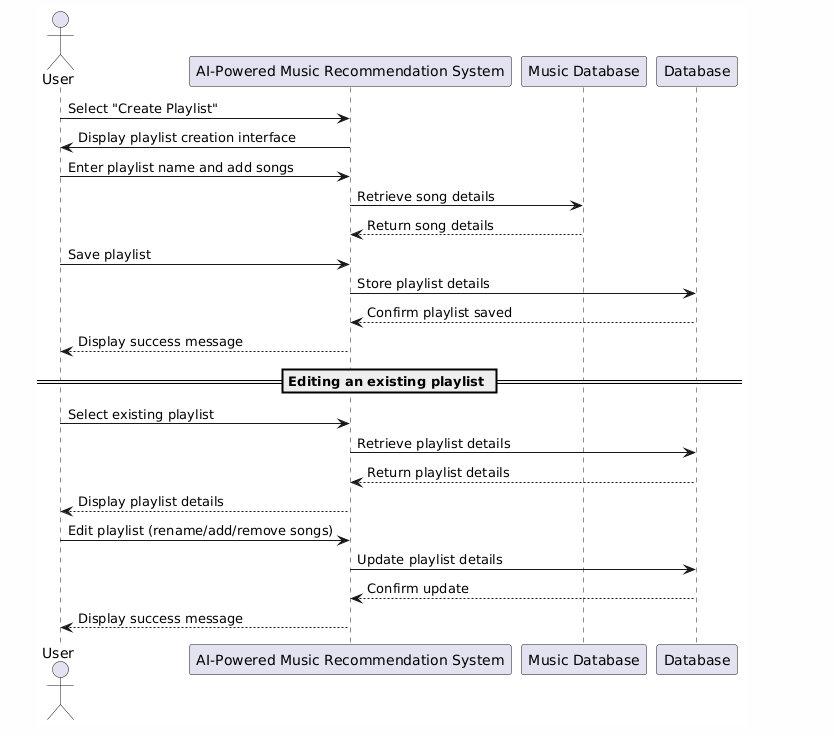 User
AI-Powered Music Recommendation System
Music Database
Database
Select "Create Playlist"
Display playlist creation interface
Enter playlist name and add songs
Retrieve song details
Return song details
Save playlist
Store playlist details
Confirm playlist saved
Display success message
Editing an existing playlist
Select existing playlist
Retrieve playlist details
Return playlist details
Display playlist details
Edit playlist (rename/add/remove songs)
Update playlist details
Confirm update
Display success message
User
AI-Powered Music Recommendation System
Music Database
Database